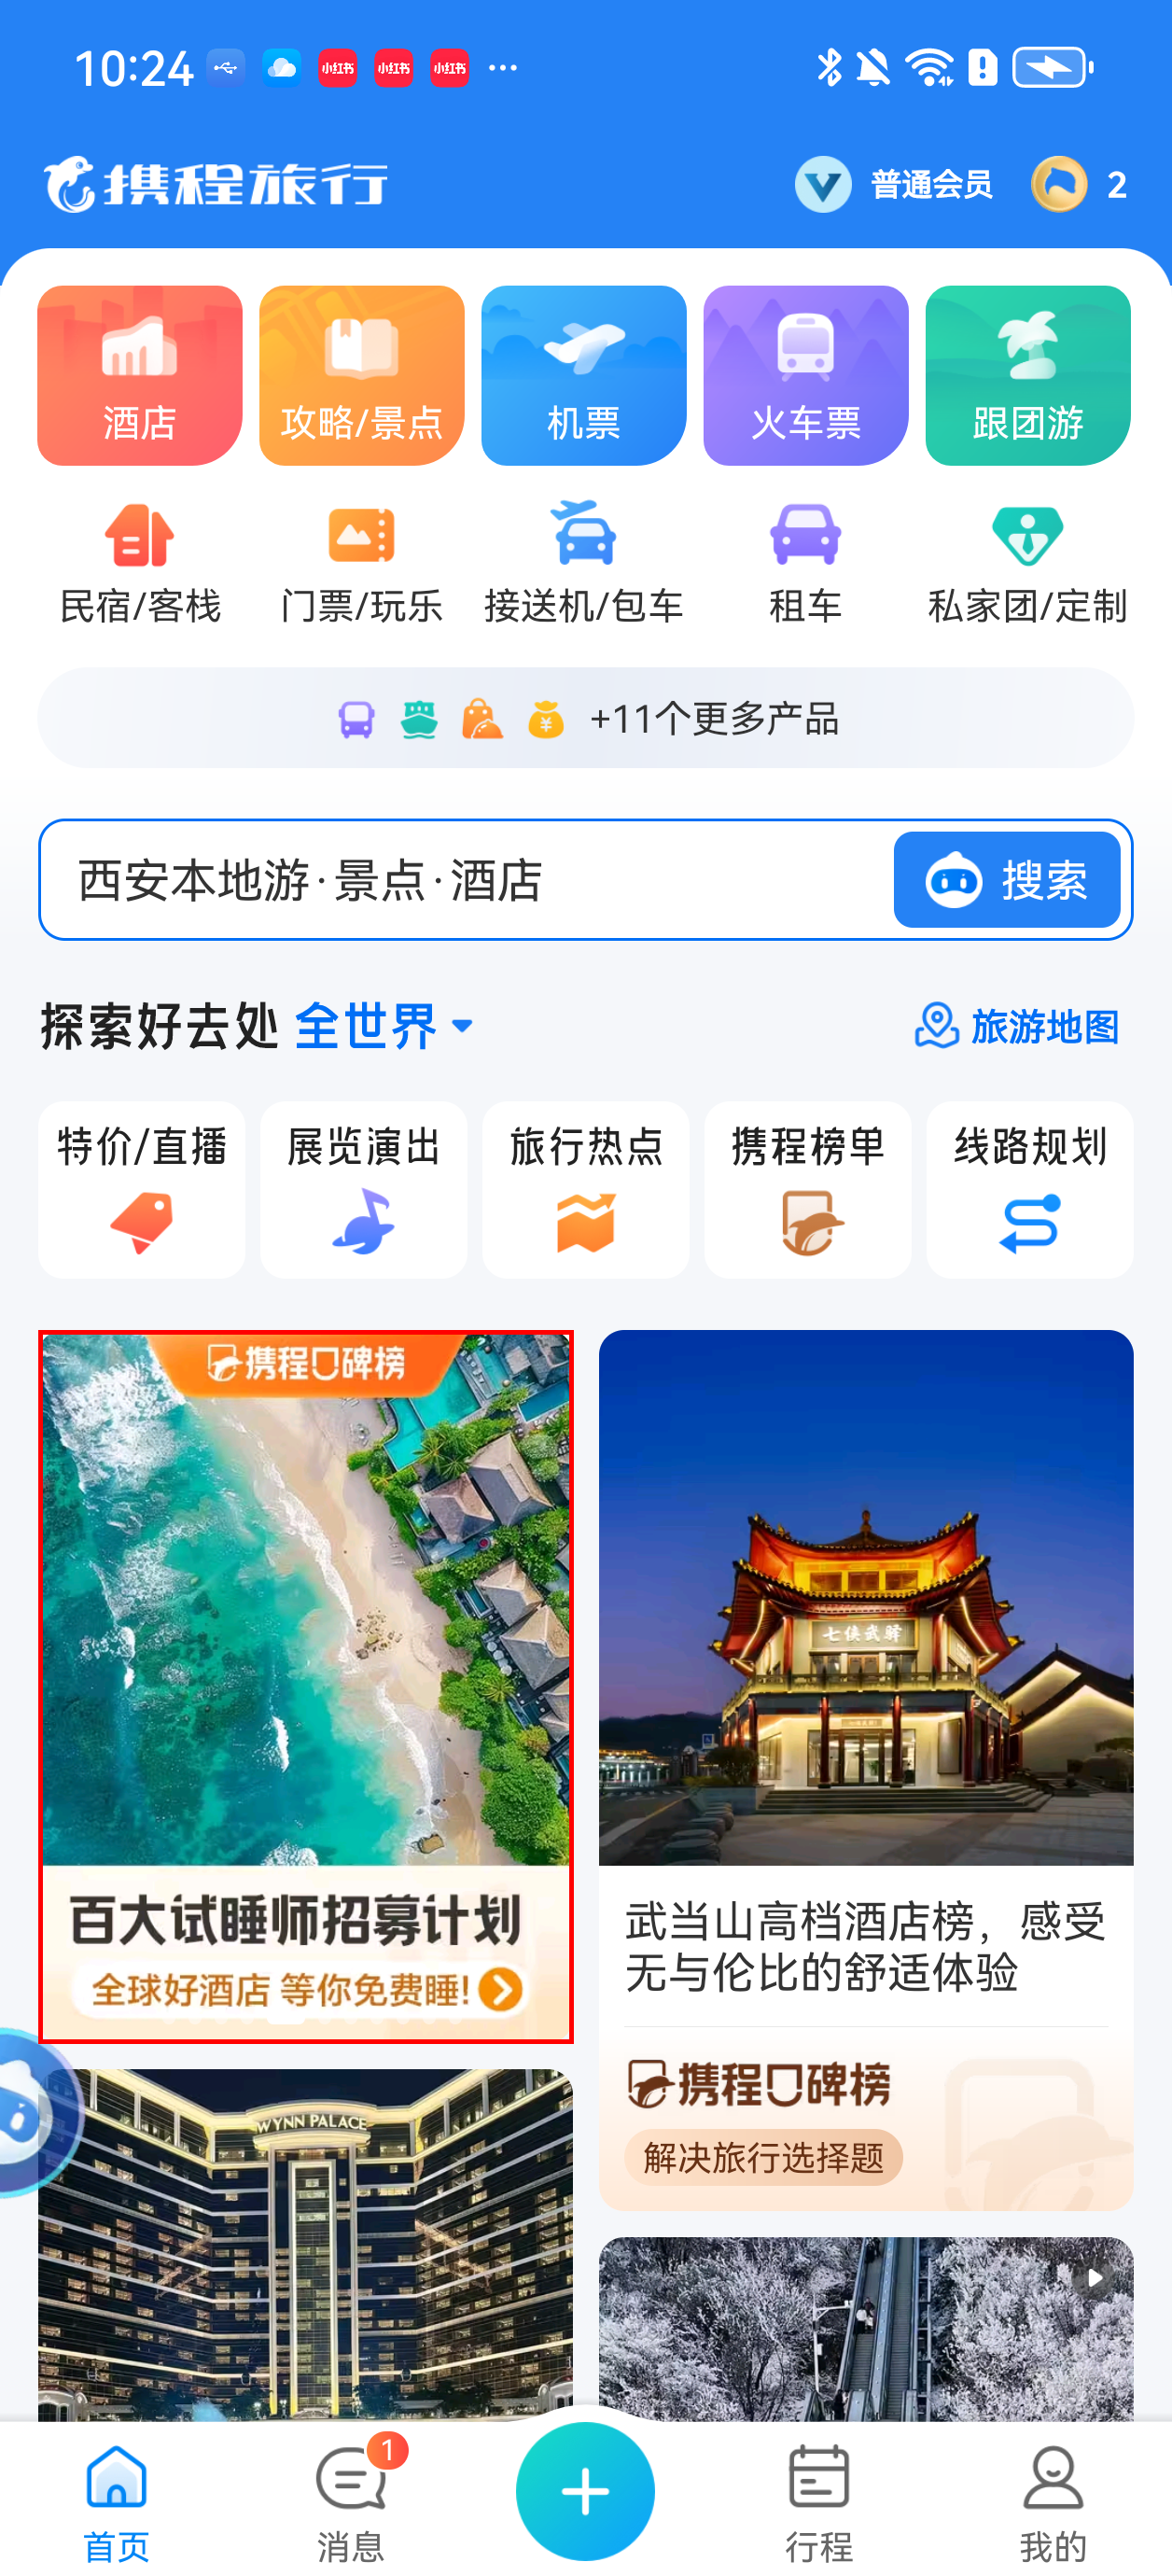 10:24
小红书 小红书 小红书 ···
携程旅行
普通会员
2
酒店
攻略/景点
机票
火车票
跟团游
民宿/客栈
门票/玩乐
接送机/包车
租车
私家团/定制
+11个更多产品
西安本地游·景点·酒店
搜索
探索好去处 全世界
旅游地图
特价/直播
展览演出
旅行热点
携程榜单
线路规划
携程口碑榜
百大试睡师招募计划
全球好酒店 等你免费睡!
七侠武驿
武当山高档酒店榜，感受
无与伦比的舒适体验
携程口碑榜
解决旅行选择题
WYNN PALACE
首页
消息
1
行程
我的